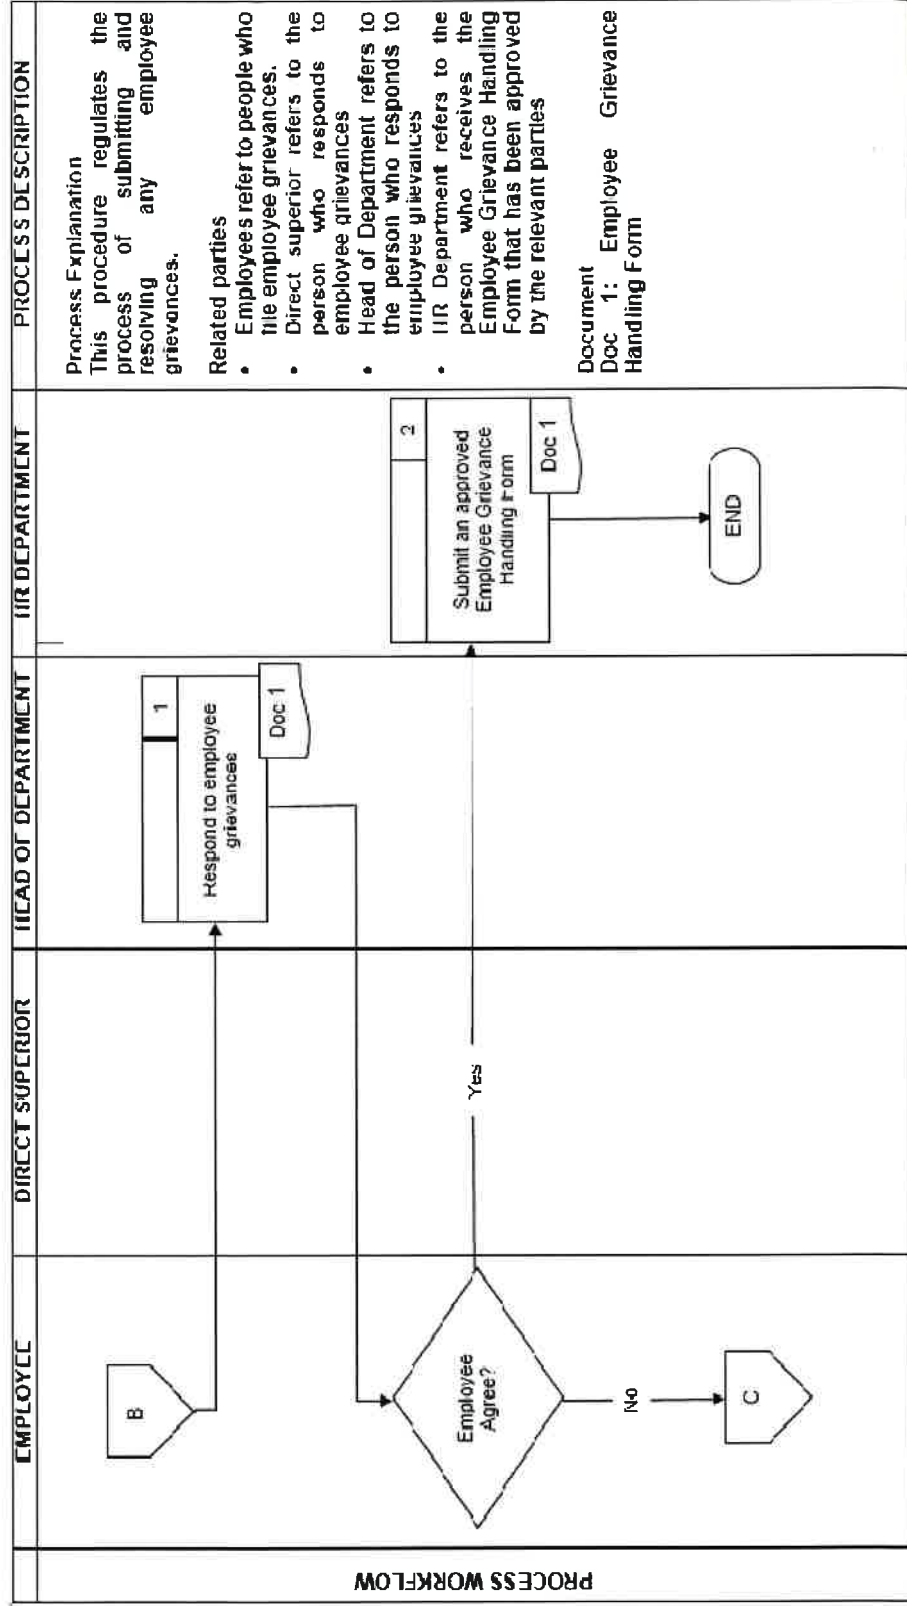 EMPLOYEE
DIRECT SUPERIOR
HEAD OF DEPARTMENT
HR DEPARTMENT
PROCESS DESCRIPTION
PROCESS WORKFLOW
B
1
Respond to employee
grievances
Doc 1
Employee
Agree?
Yes
No
C
2
Submit an approved
Employee Grievance
Handling Form
Doc 1
END
Process Explanation
This procedure regulates the
process of submitting and
resolving any employee
grievances.
Related parties
• Employees refer to people who
file employee grievances.
• Direct superior refers to the
person who responds to
employee grievances
• Head of Department refers to
the person who responds to
employee grievances
• HR Department refers to the
person who receives the
Employee Grievance Handling
Form that has been approved
by the relevant parties
Document
Doc 1: Employee Grievance
Handling Form